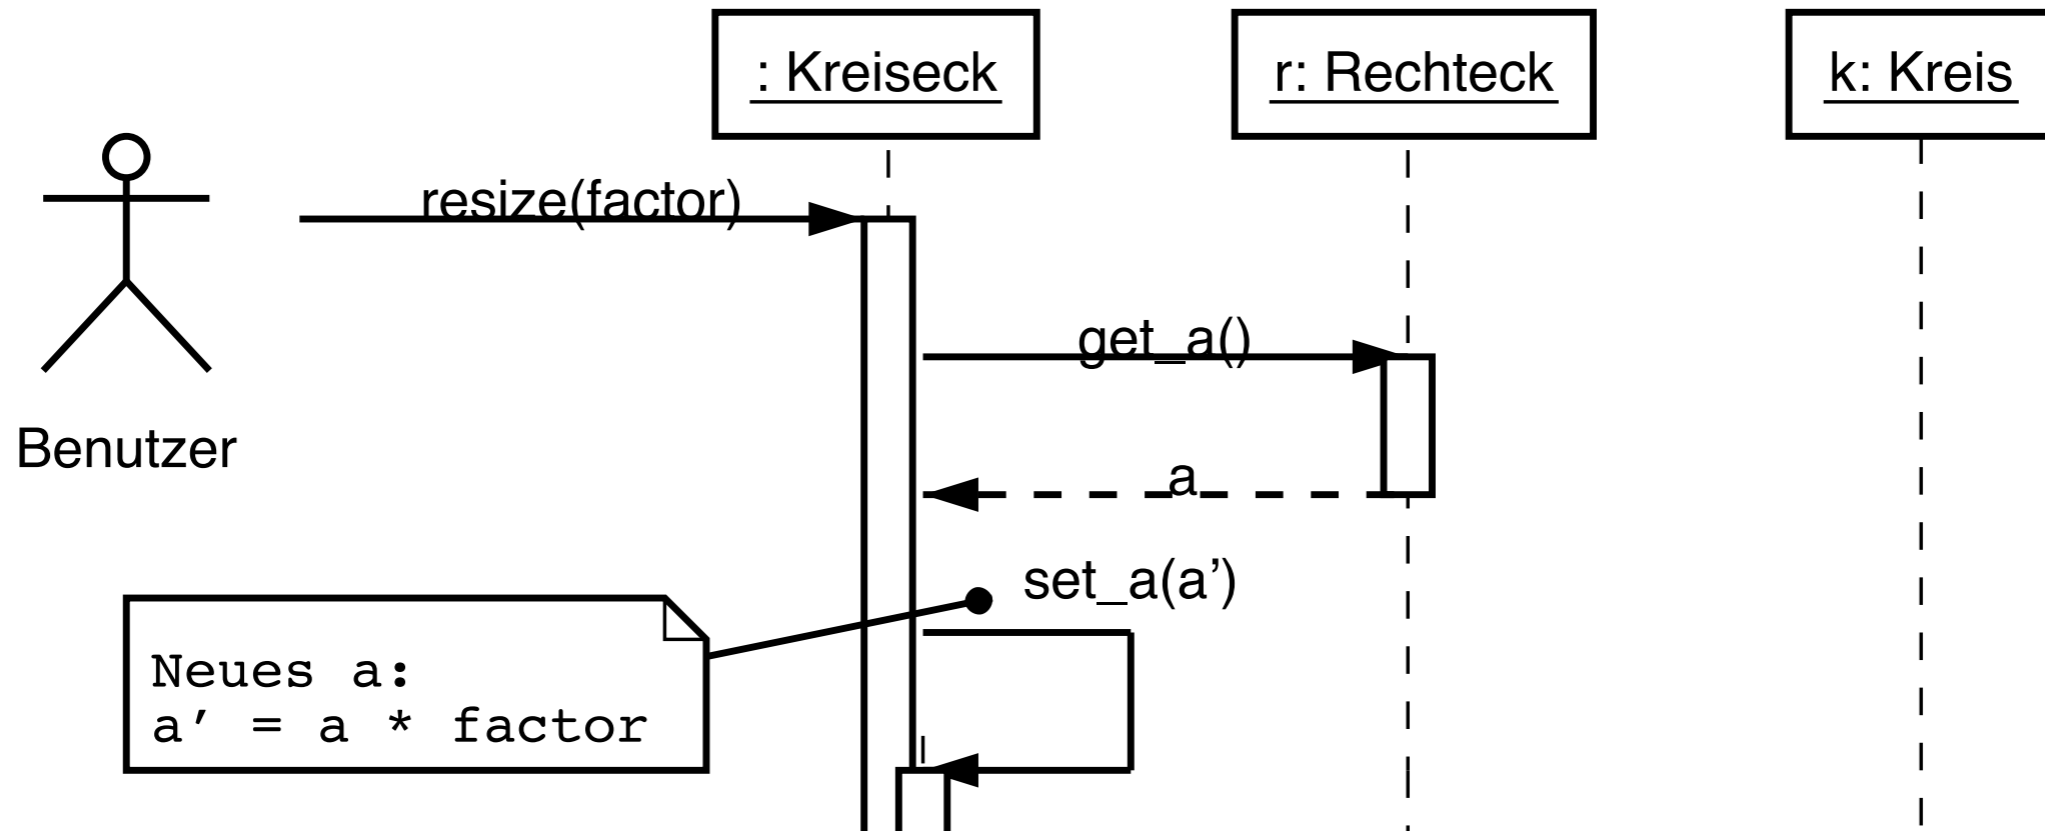 : Kreiseck
r: Rechteck
k: Kreis
resize(factor)
get_a()
Benutzer
a
set_a(a’)
Neues a:
a’ = a * factor